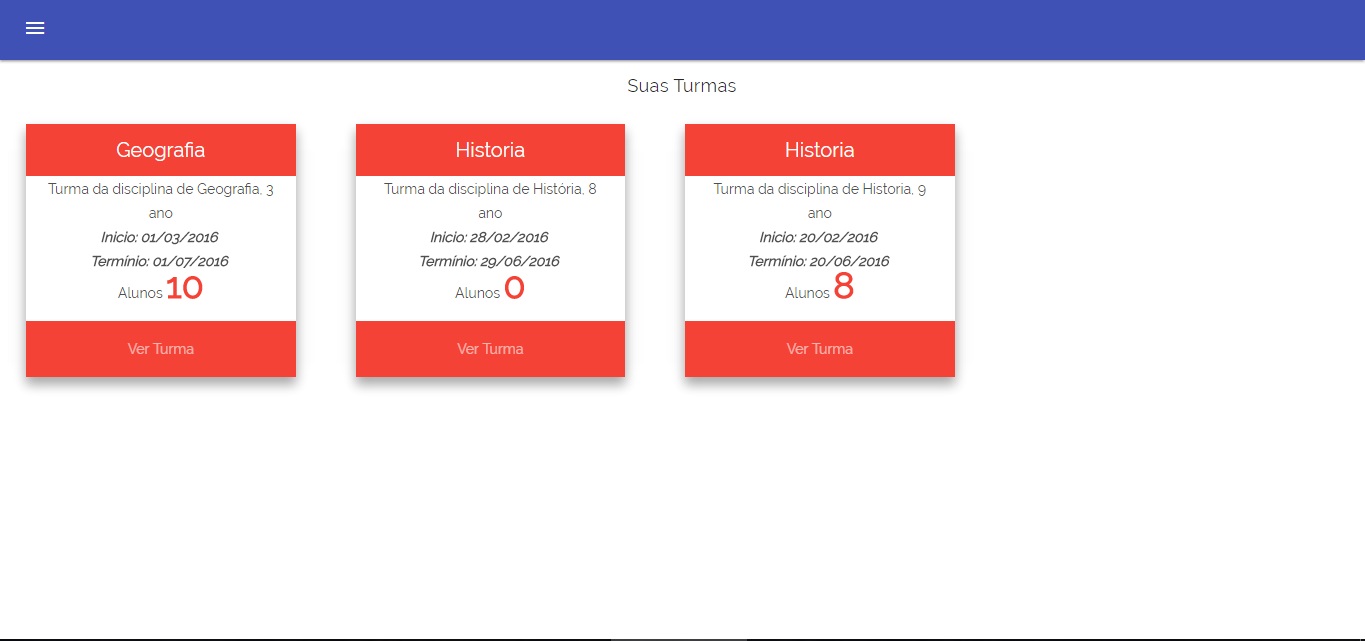 Suas Turmas
Geografia
Turma da disciplina de Geografia, 3
ano
Inicio: 01/03/2016
Termínio: 01/07/2016
Alunos 10
Ver Turma
Historia
Turma da disciplina de História, 8
ano
Inicio: 28/02/2016
Termínio: 29/06/2016
Alunos 0
Ver Turma
Historia
Turma da disciplina de Historia, 9
ano
Inicio: 20/02/2016
Termínio: 20/06/2016
Alunos 8
Ver Turma